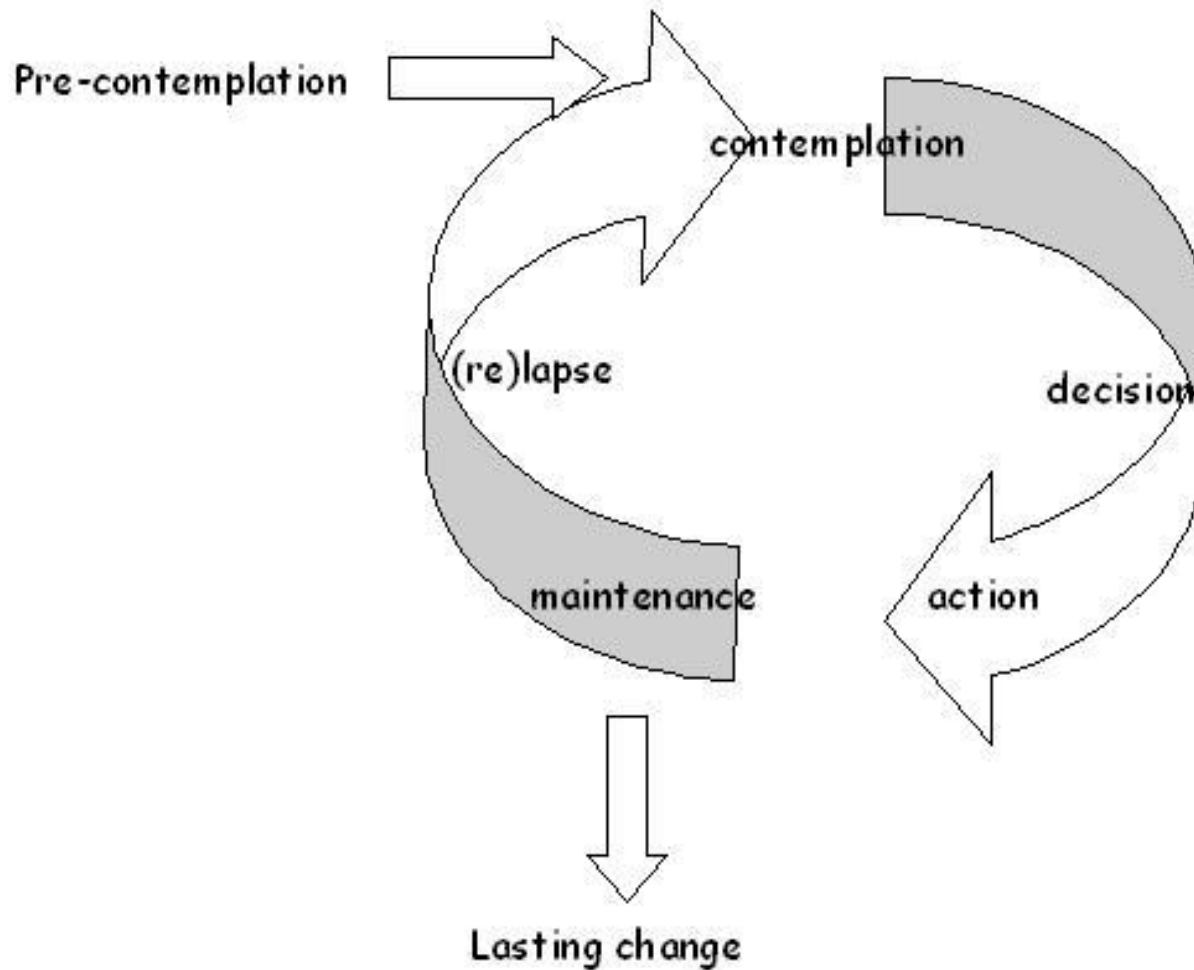 Pre-contemplation
contemplation
(re)lapse
decision
maintenance
action
Lasting change